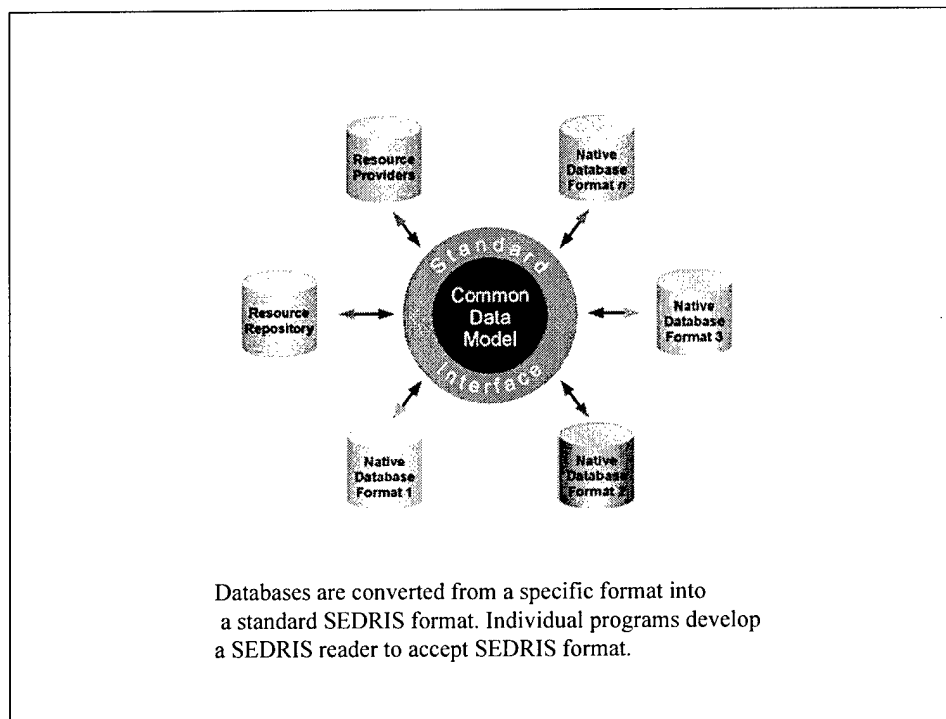 Resource
Providers
Native
Database
Format n
Standard
Common
Data
Model
Interface
Resource
Repository
Native
Database
Format 3
Native
Database
Format 1
Native
Database
Format 2
Databases are converted from a specific format into
a standard SEDRIS format. Individual programs develop
a SEDRIS reader to accept SEDRIS format.